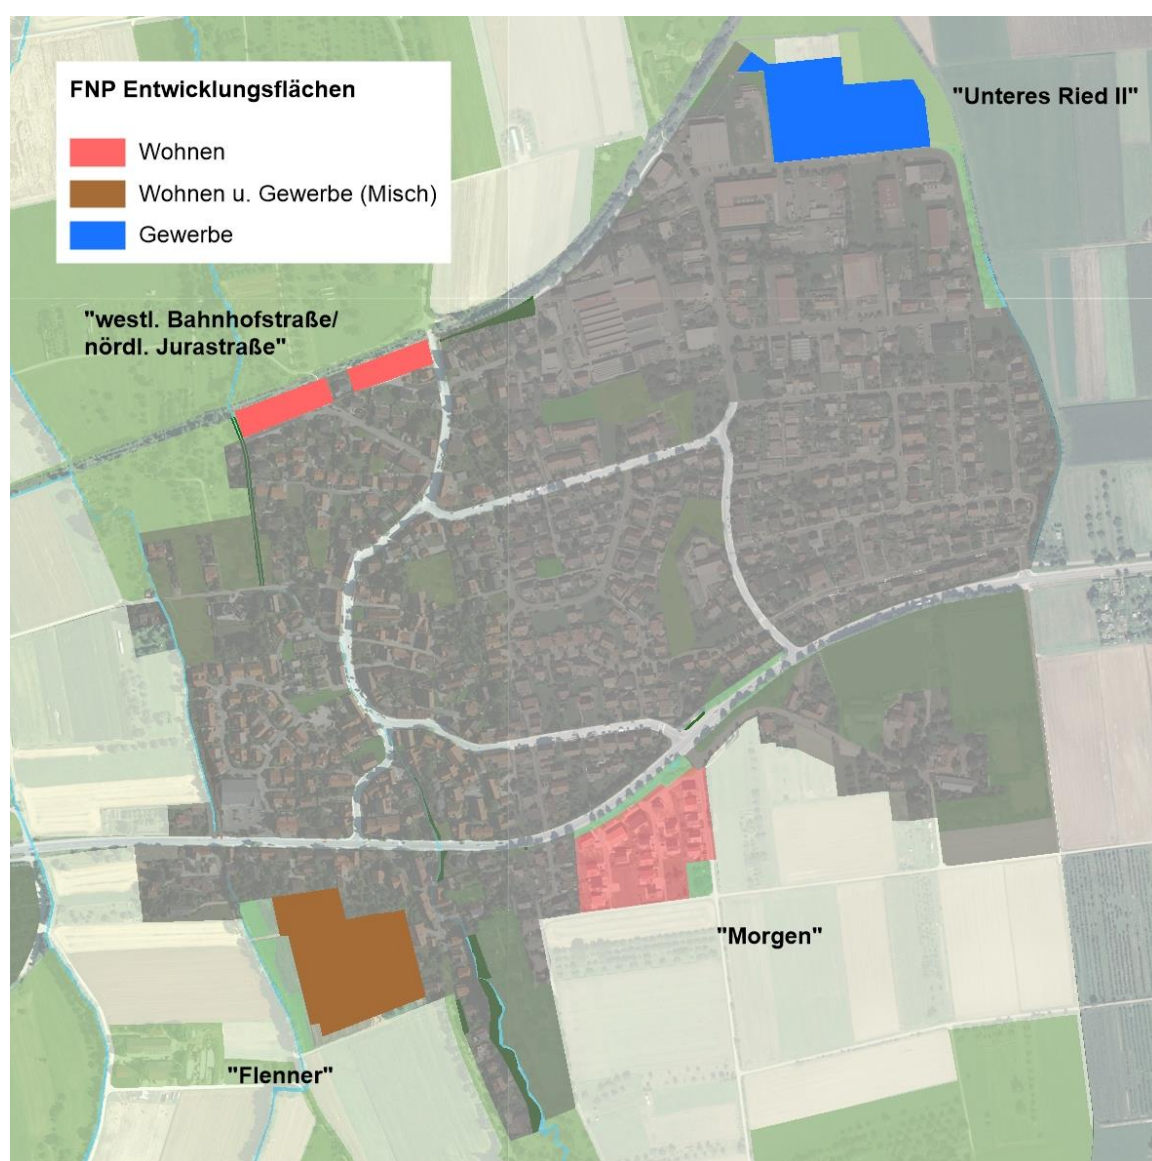 FNP Entwicklungsflächen
Wohnen
Wohnen u. Gewerbe (Misch)
Gewerbe
"Unteres Ried II"
"westl. Bahnhofstraße/
nördl. Jurastraße"
"Morgen"
"Flenner"